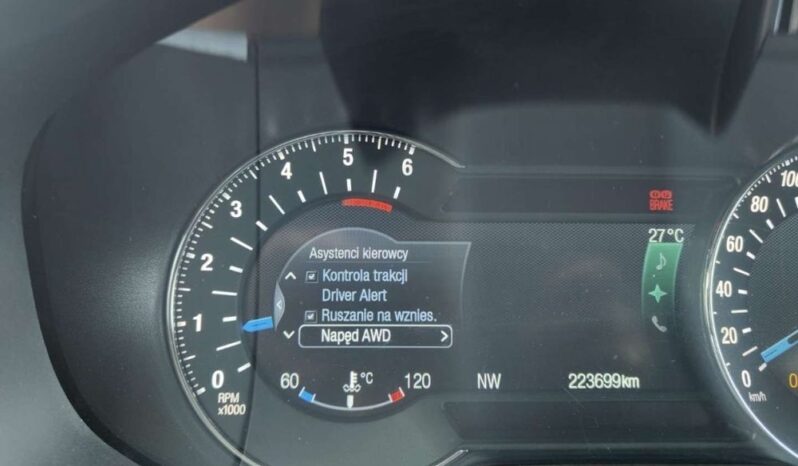 6
5
4
3
2
1
0
RPM
x1000
Asystenci kierowcy
Kontrola trakcji
Driver Alert
Ruszanie na wznies.
Napęd AWD
60 °C 120
NW
223699km
BRAKE
27°C
100
80
60
40
20
0
km/h
0